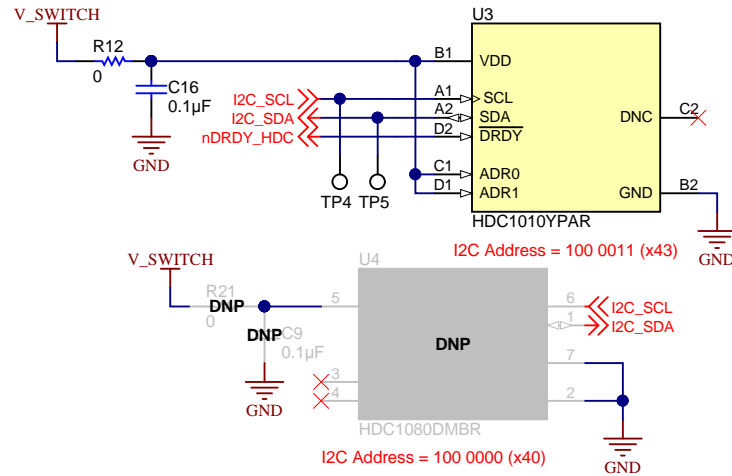 V_SWITCH
R12
0
C16
0.1µF
GND
I2C_SCL
I2C_SDA
nDRDY_HDC
TP4
TP5
U3
B1
VDD
A1
SCL
A2
SDA
D2
DRDY
C1
ADR0
D1
ADR1
DNC
C2
GND
B2
HDC1010YPAR
GND
I2C Address = 100 0011 (x43)
V_SWITCH
R21
DNP
0
DNP
C9
0.1µF
GND
U4
5
3
4
DNP
6
I2C_SCL
1
I2C_SDA
7
2
HDC1080DMBR
GND
I2C Address = 100 0000 (x40)